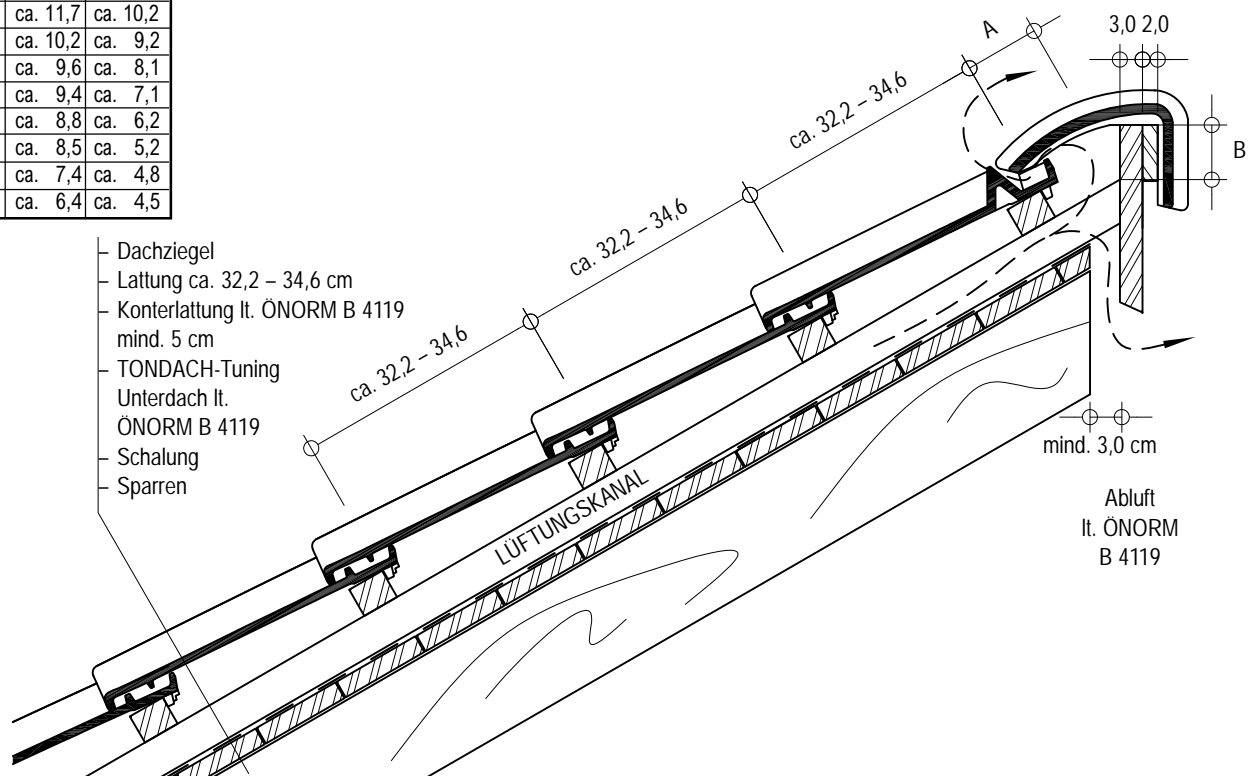 ca. 11,7 ca. 10,2
ca. 10,2 ca. 9,2
ca. 9,6 ca. 8,1
ca. 9,4 ca. 7,1
ca. 8,8 ca. 6,2
ca. 8,5 ca. 5,2
ca. 7,4 ca. 4,8
ca. 6,4 ca. 4,5
A
3,0 2,0
B
ca. 32,2 – 34,6
ca. 32,2 – 34,6
ca. 32,2 – 34,6
– Dachziegel
– Lattung ca. 32,2 – 34,6 cm
– Konterlattung lt. ÖNORM B 4119
mind. 5 cm
– TONDACH-Tuning
Unterdach lt.
ÖNORM B 4119
– Schalung
– Sparren
LÜFTUNGSKANAL
mind. 3,0 cm
Abluft
lt. ÖNORM
B 4119